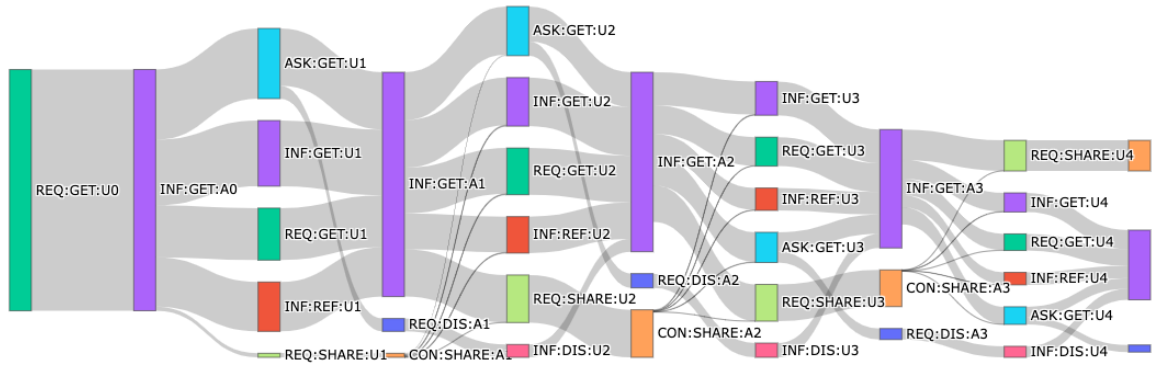 REQ:GET:U0
INF:GET:A0
ASK:GET:U1
INF:GET:U1
REQ:GET:U1
INF:REF:U1
REQ:SHARE:U1
INF:GET:A1
REQ:DIS:A1
CON:SHARE:A1
ASK:GET:U2
INF:GET:U2
REQ:GET:U2
INF:REF:U2
REQ:SHARE:U2
INF:DIS:U2
INF:GET:A2
REQ:DIS:A2
CON:SHARE:A2
INF:GET:U3
REQ:GET:U3
INF:REF:U3
ASK:GET:U3
REQ:SHARE:U3
INF:DIS:U3
INF:GET:A3
CON:SHARE:A3
REQ:DIS:A3
REQ:SHARE:U4
INF:GET:U4
REQ:GET:U4
INF:REF:U4
ASK:GET:U4
INF:DIS:U4